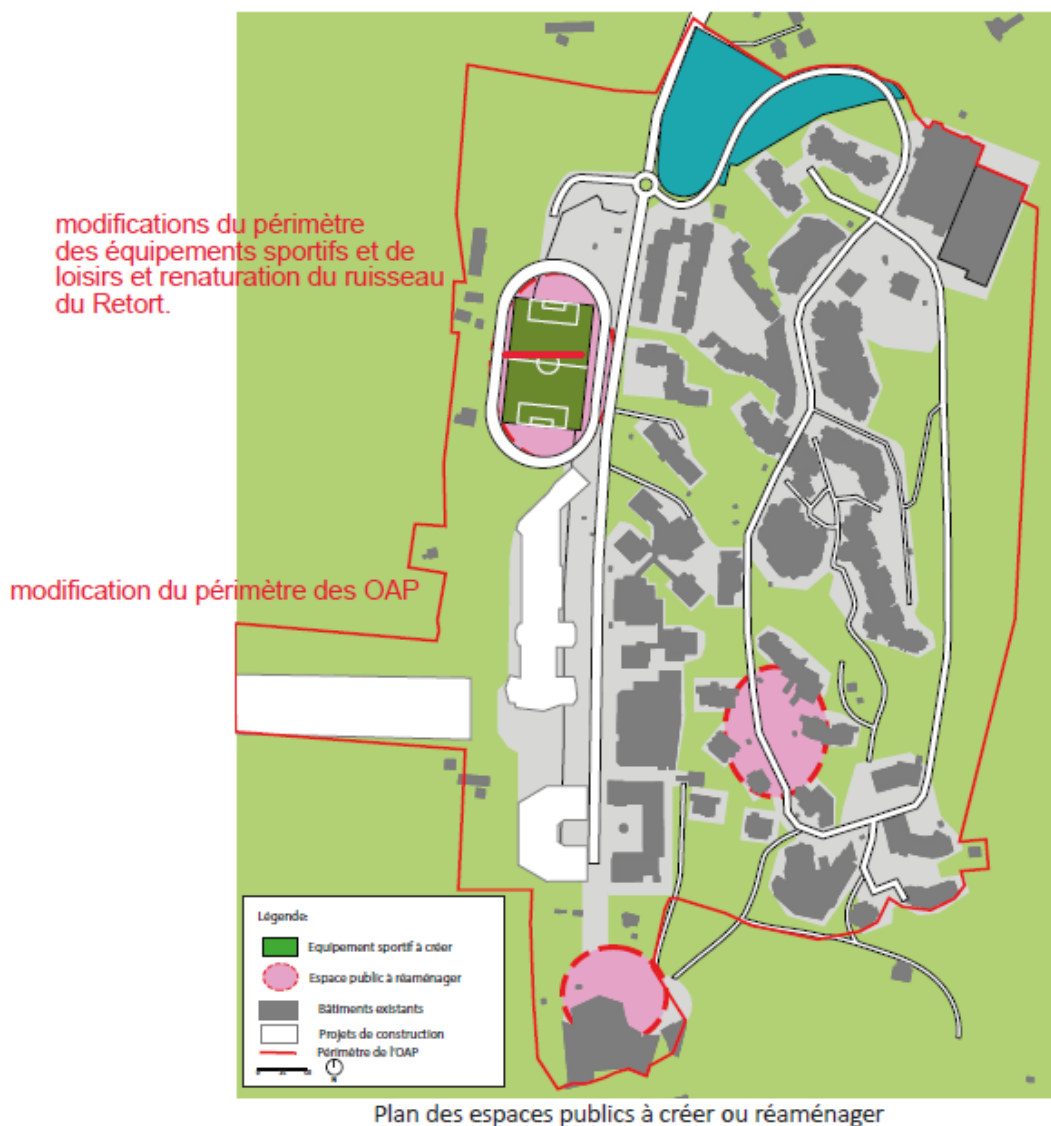 modifications du périmètre
des équipements sportifs et de
loisirs et renaturation du ruisseau
du Retort.
modification du périmètre des OAP
Légende:
Equipement sportif à créer
Espace public à réaménager
Bâtiments existants
Projets de construction
Périmètre de l'OAP
N
Plan des espaces publics à créer ou réaménager